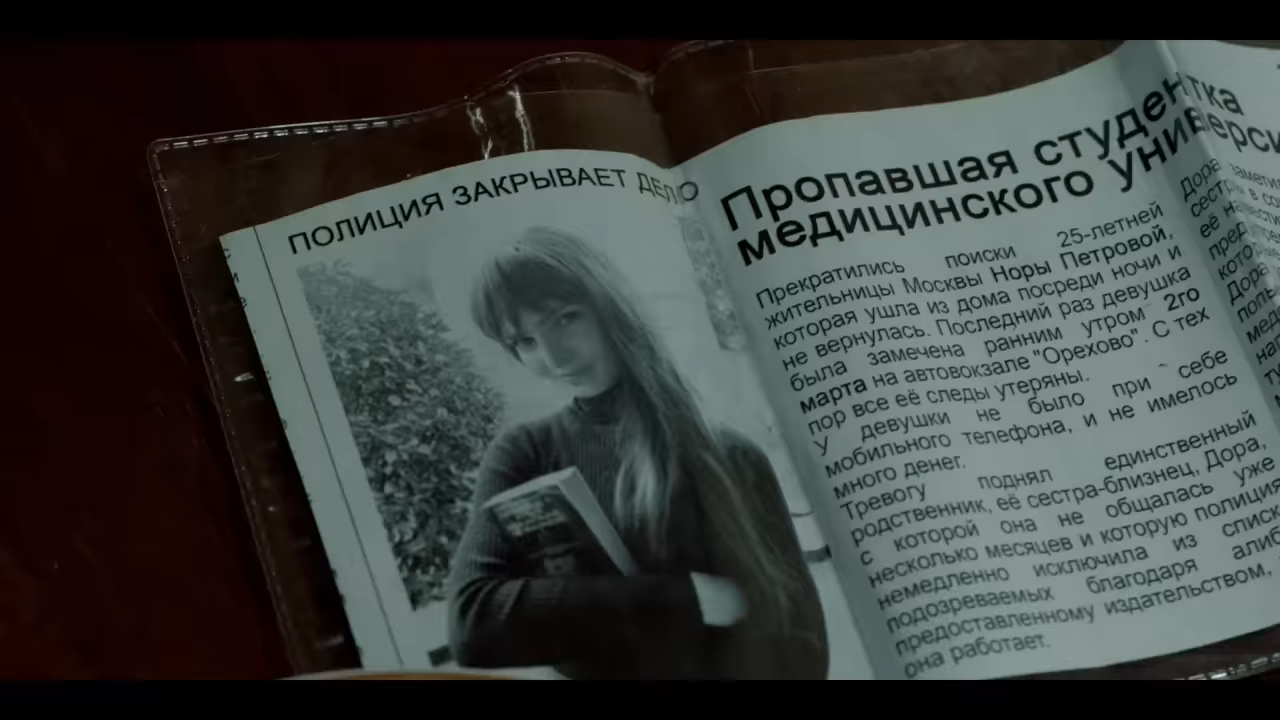 ПОЛИЦИЯ ЗАКРЫВАЕТ ДЕЛО
Пропавшая студентка
медицинского универси
Прекратились поиски 25-летней
жительницы Москвы Норы Петровой,
которая ушла из дома посреди ночи и
не вернулась. Последний раз девушка
была замечена ранним утром 2го
марта на автовокзале "Орехово". С тех
пор все её следы утеряны.
У девушки не было при себе
мобильного телефона, и не имелось
много денег.
Тревогу поднял единственный
родственник, её сестра-близнец, Дора,
с которой она не общалась уже
несколько месяцев и которую полиция
немедленно исключила из списк
подозреваемых благодаря алиб
предоставленному издательством,
она работает.
Дора